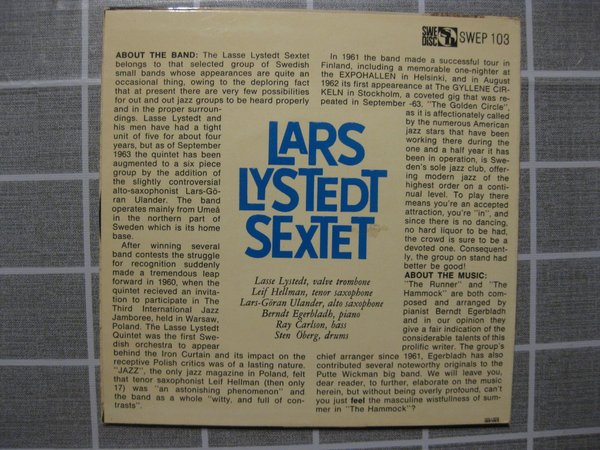 SWE DISC
SWEP 103
ABOUT THE BAND: The Lasse Lystedt Sextet
belongs to that selected group of Swedish
small bands whose appearances are quite an
occasional thing, owing to the deploring fact
that at present there are very few possibilities
for out and out jazz groups to be heard properly
and in the proper surroun-
dings. Lasse Lystedt and
his men have had a tight
unit of five for about four
years, but as of September
1963 the quintet has been
augmented to a six piece
group by the addition of
the slightly controversial
alto-saxophonist Lars-Gö-
ran Ulander. The band
operates mainly from Umeå
in the northern part of
Sweden which is its home
base.
After winning several
band contests the struggle
for recognition suddenly
made a tremendous leap
forward in 1960, when the
quintet recieved an invita-
tion to participate in The
Third International Jazz
Jamboree, held in Warsaw,
Poland. The Lasse Lystedt
Quintet was the first Swe-
dish orchestra to appear
behind the Iron Curtain and its impact on the
receptive Polish critics was of a lasting nature.
"JAZZ", the only jazz magazine in Poland, felt
that tenor saxophonist Leif Hellman (then only
17) was "an astonishing phenomenon" and
the band as a whole "witty, and full of con-
trasts".
LARS
LYSTEDT
SEXTET
Lasse Lystedt, valve trombone
Leif Hellman, tenor saxophone
Lars-Göran Ulander, alto saxophone
Berndt Egerbladh, piano
Ray Carlson, bass
Sten Öberg, drums
In 1961 the band made a successful tour in
Finland, including a memorable one-nighter at
the EXPOHALLEN in Helsinki, and in August
1962 its first appeareance at The GYLLENE CIR-
KELN in Stockholm, a coveted gig that was re-
peated in September -63. "The Golden Circle",
as it is affectionately called
by the numerous American
jazz stars that have been
working there during the
one and a half year it has
been in operation, is Swe-
den's sole jazz club, offer-
ing modern jazz of the
highest order on a conti-
nual level. To play there
means you're an accepted
attraction, you're "in", and
since there is no dancing,
no hard liquor to be had,
the crowd is sure to be a
devoted one. Consequent-
ly, the group on stand had
better be good!
ABOUT THE MUSIC:
"The Runner" and "The
Hammock" are both com-
posed and arranged by
pianist Berndt Egerbladh
and in our opinion they
give a fair indication of the
considerable talents of this
prolific writer. The group's
chief arranger since 1961, Egerbladh has also
contributed several noteworthy originals to the
Putte Wickman big band. We will leave you,
dear reader, to further, elaborate on the music
herein, but without being overly profound, can't
you just feel the masculine wistfullness of sum-
mer in "The Hammock"?